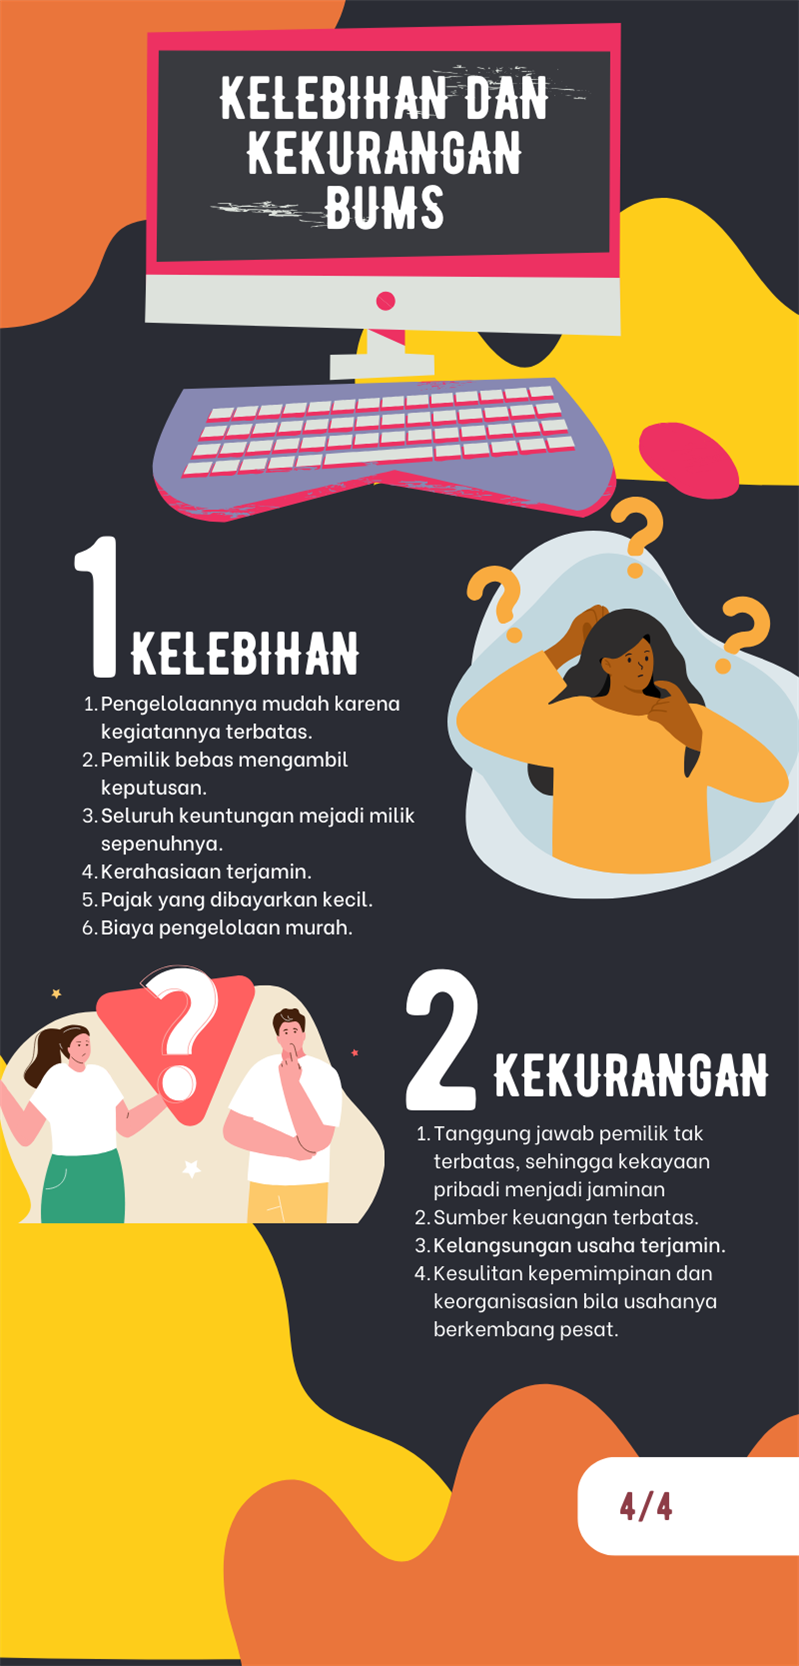 KELEBIHAN DAN
KEKURANGAN
BUMS
1
KELEBIHAN
1. Pengelolaannya mudah karena
kegiatannya terbatas.
2. Pemilik bebas mengambil
keputusan.
3. Seluruh keuntungan mejadi milik
sepenuhnya.
4. Kerahasiaan terjamin.
5. Pajak yang dibayarkan kecil.
6. Biaya pengelolaan murah.
2
KEKURANGAN
1. Tanggung jawab pemilik tak
terbatas, sehingga kekayaan
pribadi menjadi jaminan
2. Sumber keuangan terbatas.
3. Kelangsungan usaha terjamin.
4. Kesulitan kepemimpinan dan
keorganisasian bila usahanya
berkembang pesat.
4/4